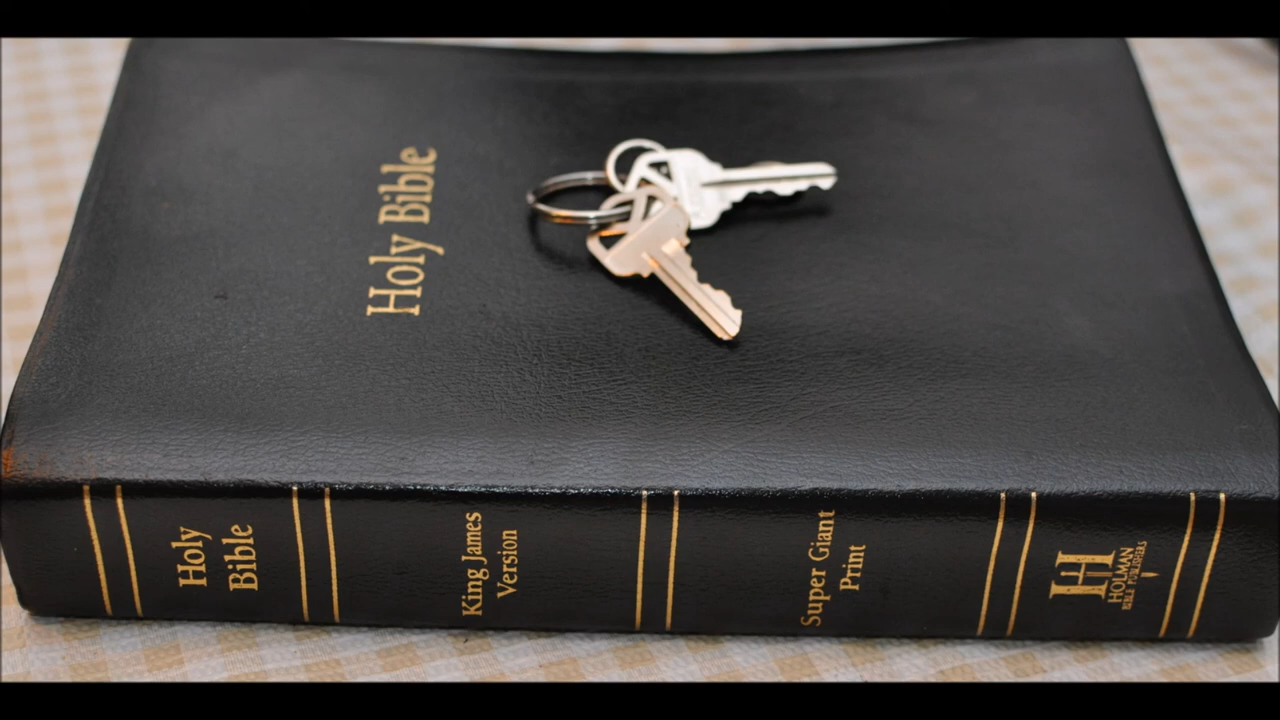 Holy Bible
Holy
Bible
King James
Version
Super Giant
Print
HOLMAN
BIBLE PUBLISHERS